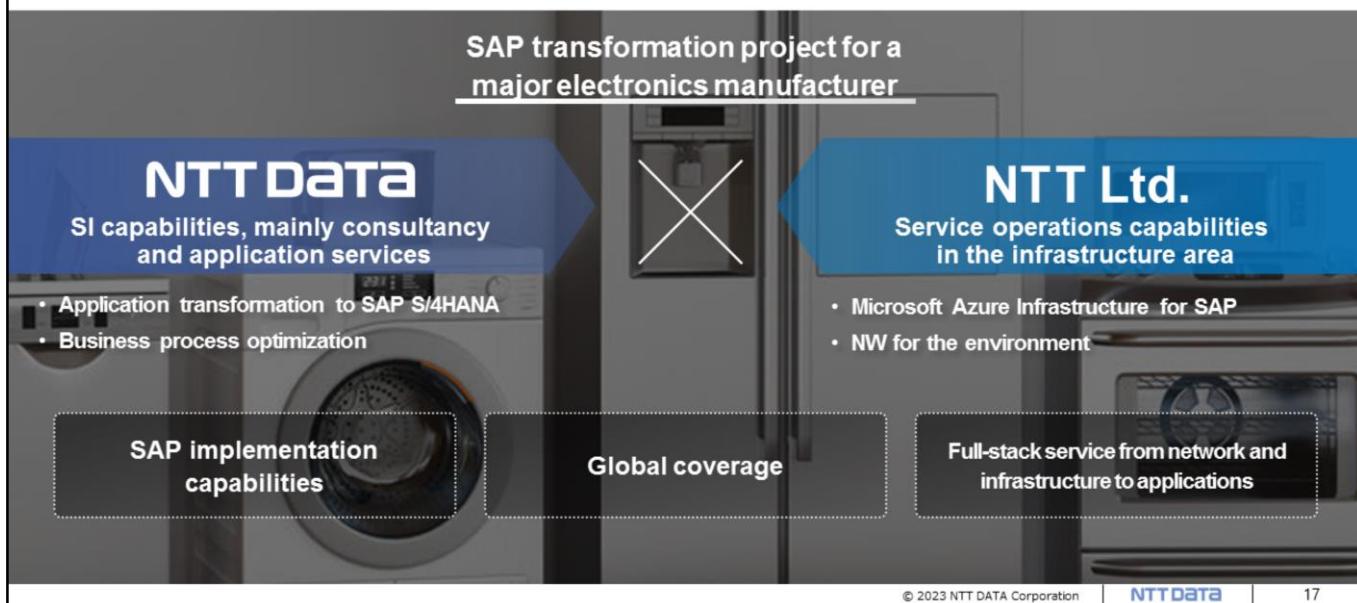 SAP transformation project for a
major electronics manufacturer
NTT DATA
SI capabilities, mainly consultancy
and application services
• Application transformation to SAP S/4HANA
• Business process optimization
NTT Ltd.
Service operations capabilities
in the infrastructure area
• Microsoft Azure Infrastructure for SAP
• NW for the environment
SAP implementation
capabilities
Global coverage
Full-stack service from network and
infrastructure to applications
© 2023 NTT DATA Corporation
NTT DATA
17